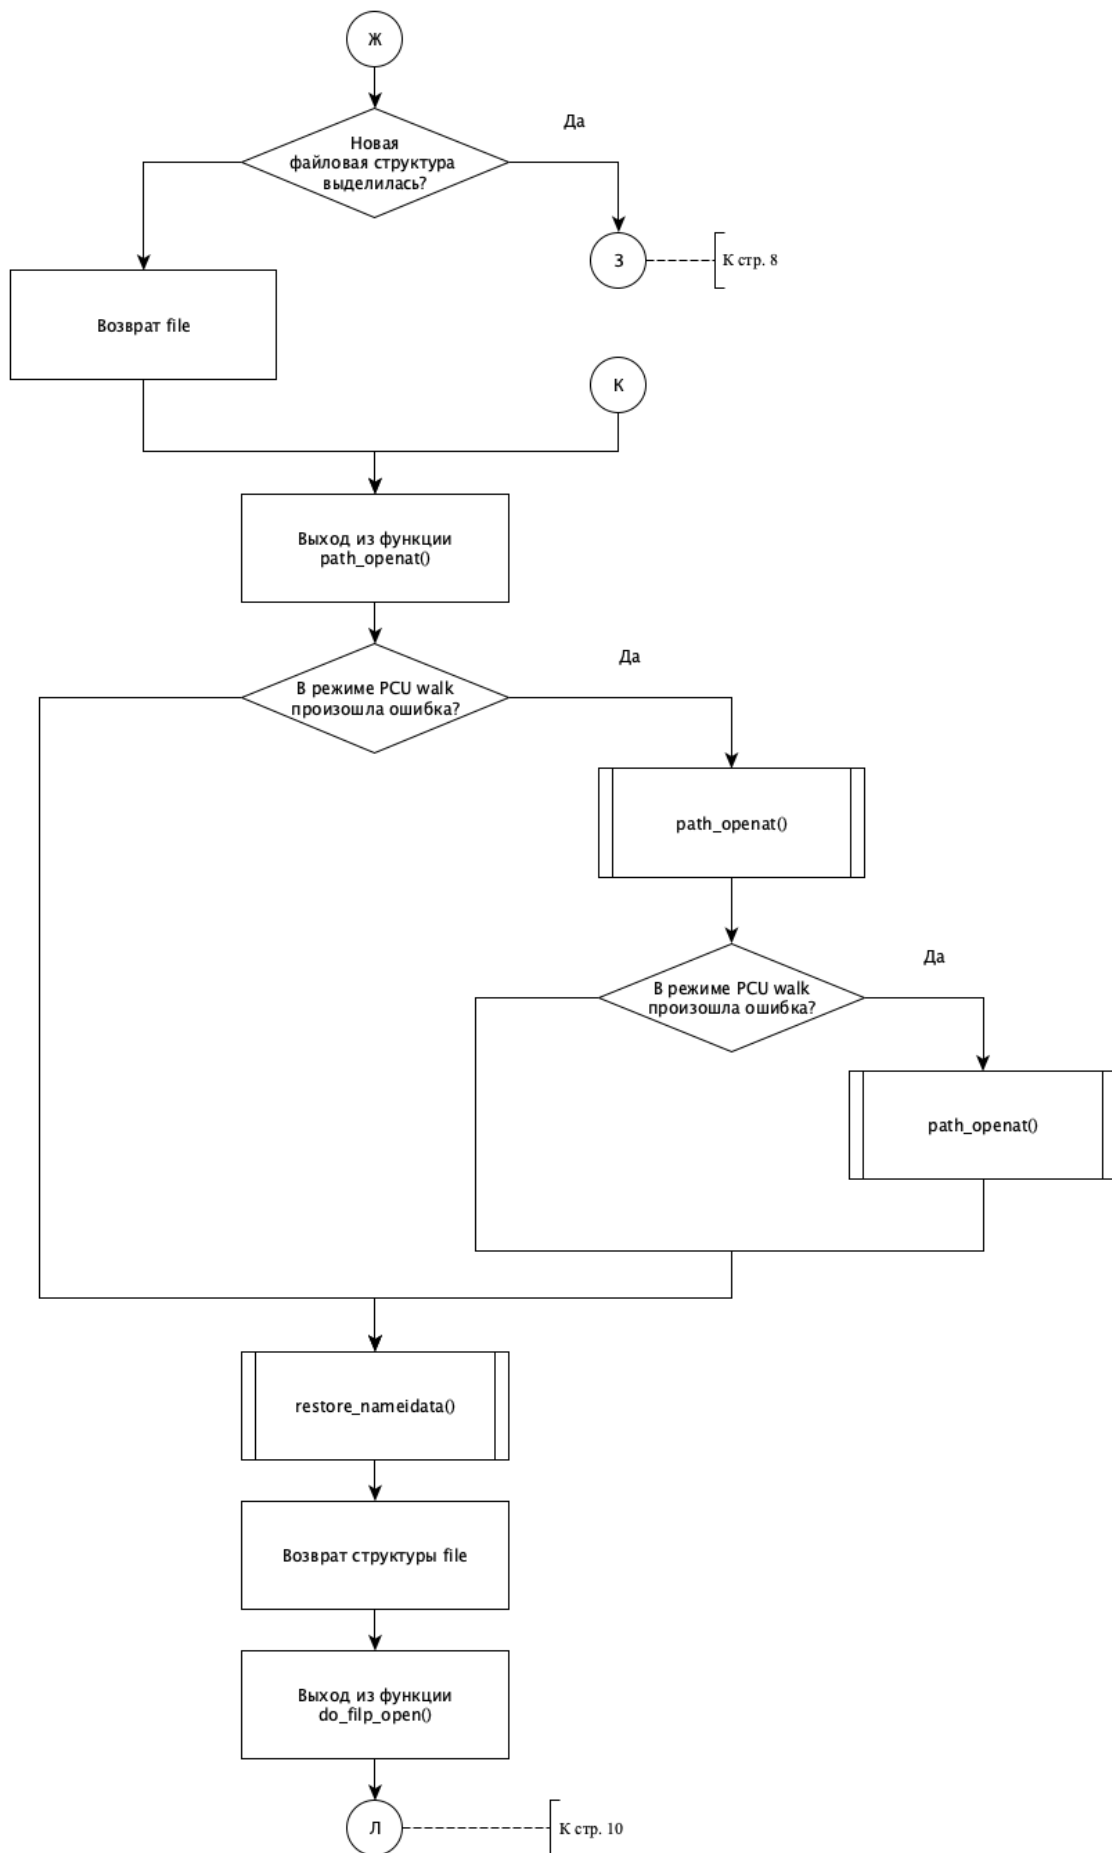 Ж
Да
Новая
файловая структура
выделилась?
З
К стр. 8
Возврат file
К
Выход из функции
path_openat()
Да
В режиме PCU walk
произошла ошибка?
path_openat()
Да
В режиме PCU walk
произошла ошибка?
path_openat()
restore_nameidata()
Возврат структуры file
Выход из функции
do_filp_open()
Л
К стр. 10